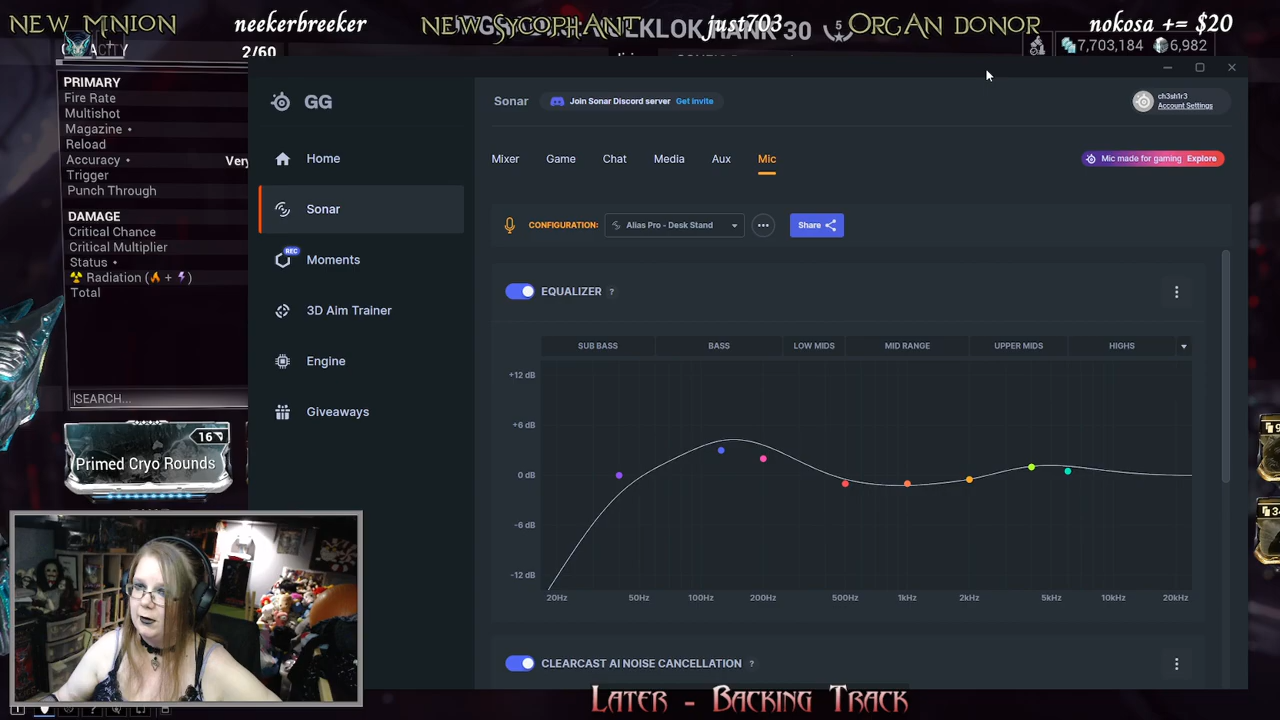 NEW MINION neekerbreeker NEW SYCOPHANT just703 ORGAN DONOR nokosa += $20
30 5
CAPACITY 2/60 7,703,184 6,982
PRIMARY
Fire Rate
Multishot
Magazine •
Reload
Accuracy • Very
Trigger
Punch Through
DAMAGE
Critical Chance
Critical Multiplier
Status •
Radiation ( + )
Total
SEARCH...
16
Primed Cryo Rounds
GG
Home
Sonar
REC
Moments
3D Aim Trainer
Engine
Giveaways
Sonar Join Sonar Discord server Get invite
ch3sh1r3
Account Settings
Mixer Game Chat Media Aux Mic
Mic made for gaming Explore
CONFIGURATION: Alias Pro - Desk Stand ••• Share
EQUALIZER ?
SUB BASS BASS LOW MIDS MID RANGE UPPER MIDS HIGHS
+12 dB
+6 dB
0 dB
-6 dB
-12 dB
20Hz 50Hz 100Hz 200Hz 500Hz 1kHz 2kHz 5kHz 10kHz 20kHz
CLEARCAST AI NOISE CANCELLATION ?
LATER - BACKING TRACK